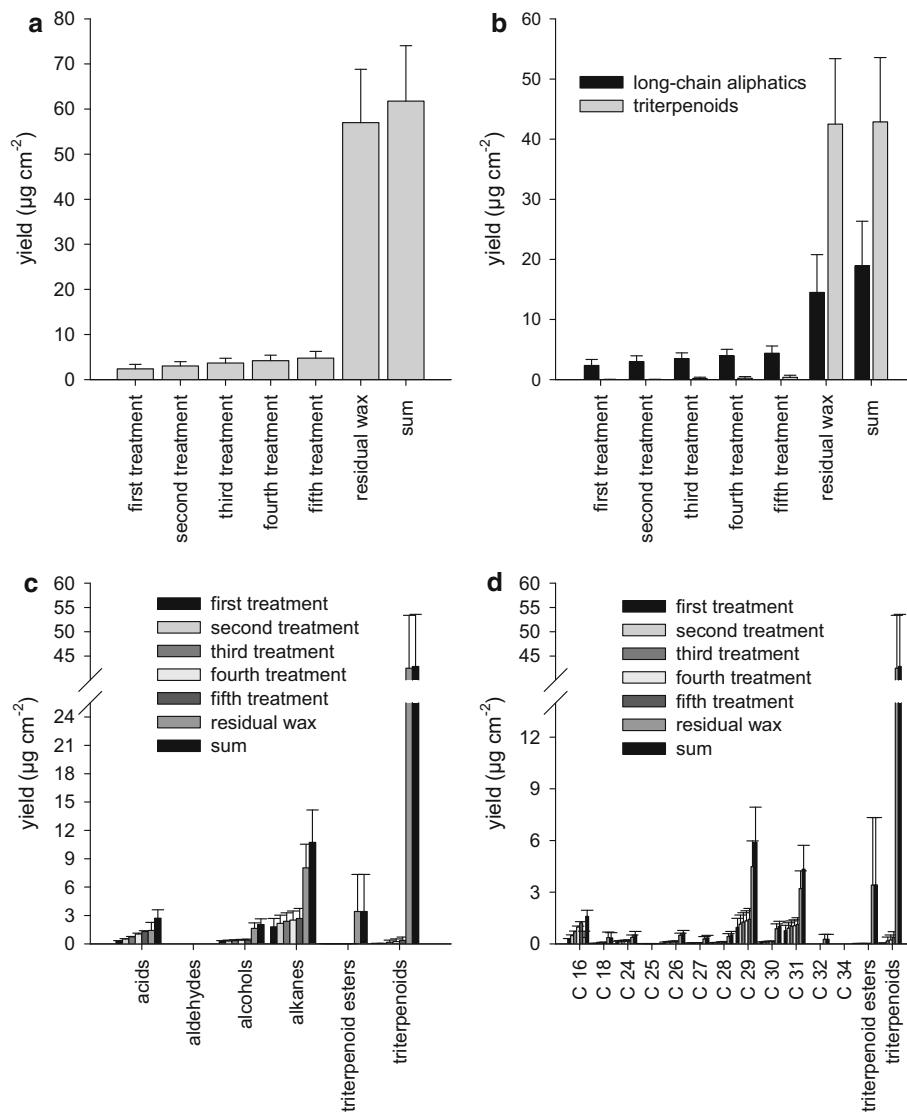 a
80
70
60
50
40
30
20
10
0
yield (µg cm⁻²)
first treatment
second treatment
third treatment
fourth treatment
fifth treatment
residual wax
sum
b
60
50
40
30
20
10
0
yield (µg cm⁻²)
long-chain aliphatics
triterpenoids
first treatment
second treatment
third treatment
fourth treatment
fifth treatment
residual wax
sum
c
60
55
50
45
24
21
18
15
12
9
6
3
0
yield (µg cm⁻²)
first treatment
second treatment
third treatment
fourth treatment
fifth treatment
residual wax
sum
acids
aldehydes
alcohols
alkanes
triterpenoid esters
triterpenoids
d
60
55
50
45
12
9
6
3
0
yield (µg cm⁻²)
first treatment
second treatment
third treatment
fourth treatment
fifth treatment
residual wax
sum
C 16
C 18
C 24
C 25
C 26
C 27
C 28
C 29
C 30
C 31
C 32
C 34
triterpenoid esters
triterpenoids